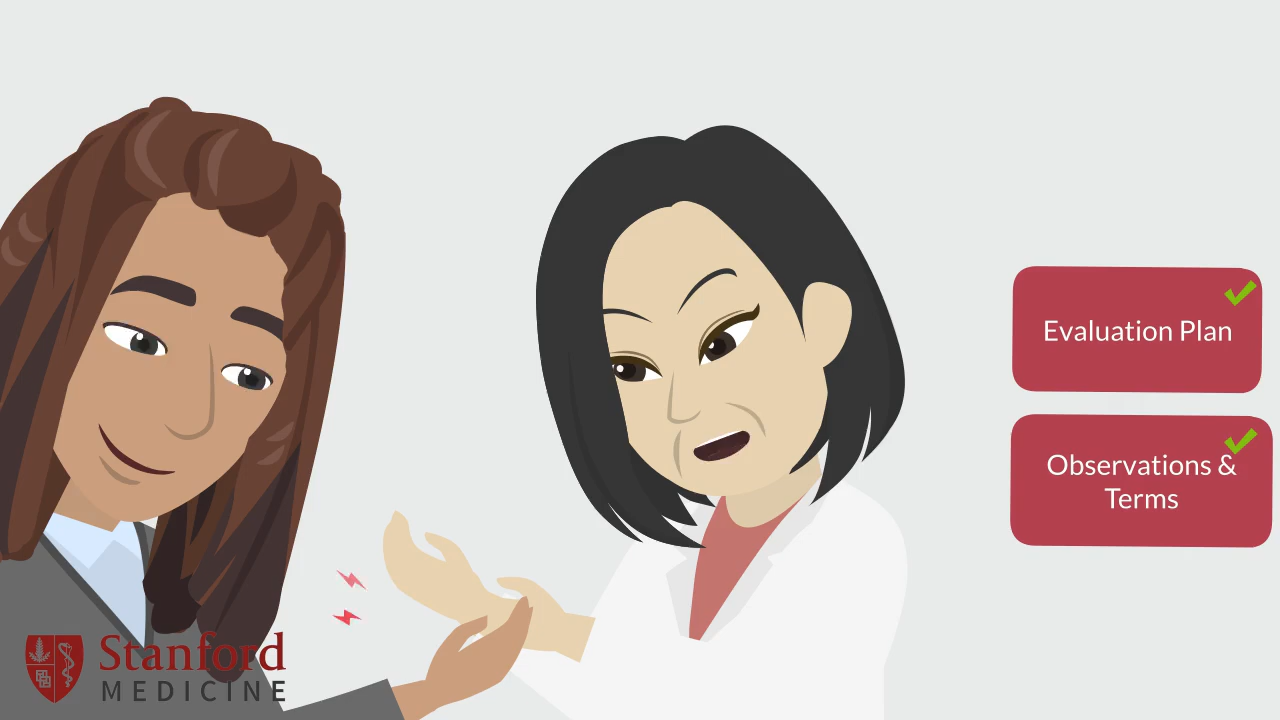 Evaluation Plan
Observations &
Terms
Stanford
MEDICINE